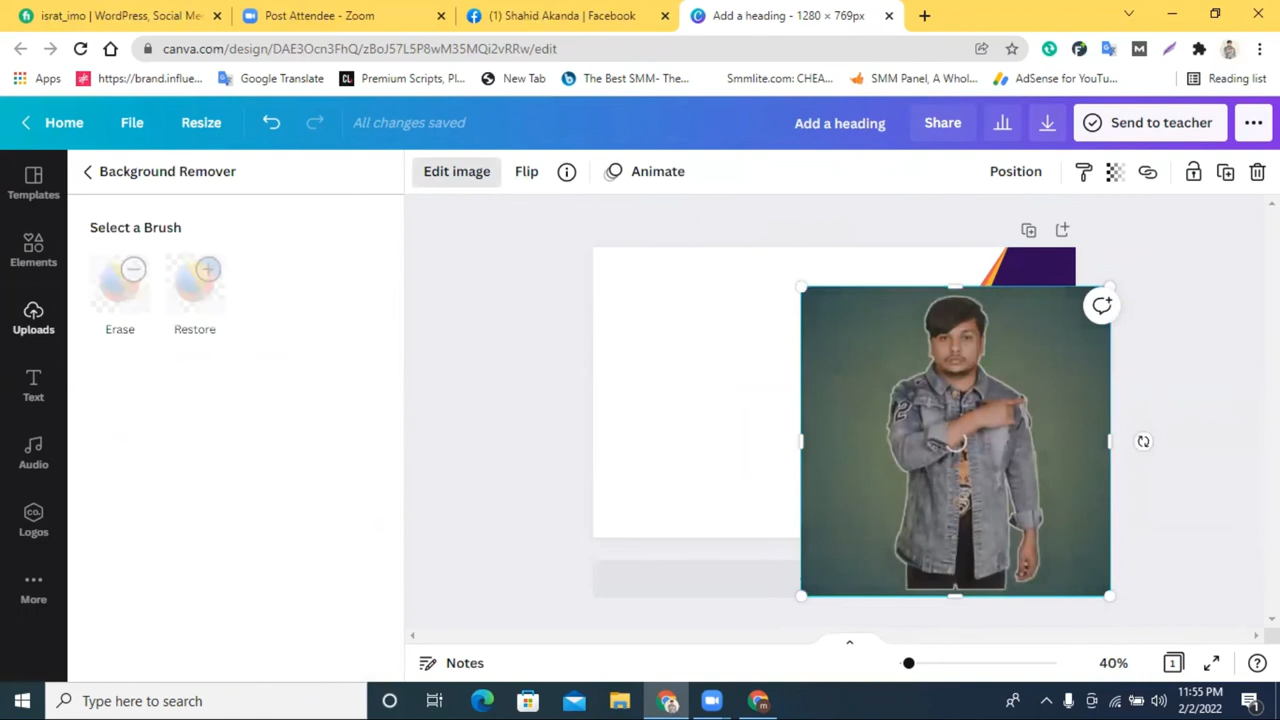 israt_imo | WordPress, Social Me
Post Attendee - Zoom
(1) Shahid Akanda | Facebook
Add a heading - 1280 × 769px
canva.com/design/DAE3Ocn3FhQ/zBoJ57L5P8wM35MQi2vRRw/edit
Apps
https://brand.influe...
Google Translate
Premium Scripts, Pl...
New Tab
The Best SMM- The...
Smmlite.com: CHEA...
SMM Panel, A Whol...
AdSense for YouTu...
Reading list
Home
File
Resize
All changes saved
Add a heading
Share
Send to teacher
Templates
Background Remover
Edit image
Flip
Animate
Position
Select a Brush
Elements
Erase
Restore
Uploads
Text
Audio
CO.
Logos
More
2
Notes
40%
1
Type here to search
11:55 PM
2/2/2022
1